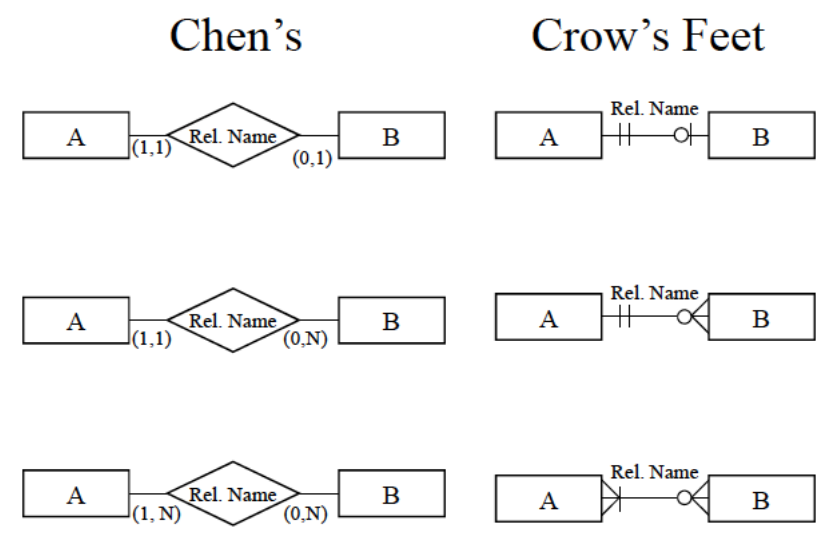 Chen's Crow's Feet
A (1,1) Rel. Name (0,1) B
Rel. Name
A B
A (1,1) Rel. Name (0,N) B
Rel. Name
A B
A (1, N) Rel. Name (0,N) B
Rel. Name
A B